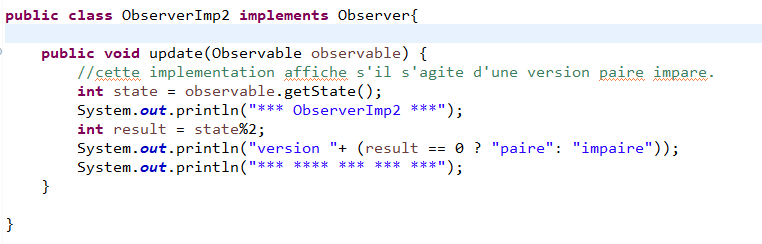 public class ObserverImp2 implements Observer{
public void update(Observable observable) {
//cette implementation affiche s'il s'agite d'une version paire impare.
int state = observable.getState();
System.out.println("*** ObserverImp2 ***");
int result = state%2;
System.out.println("version "+ (result == 0 ? "paire": "impaire"));
System.out.println("*** **** *** *** ***");
}
}